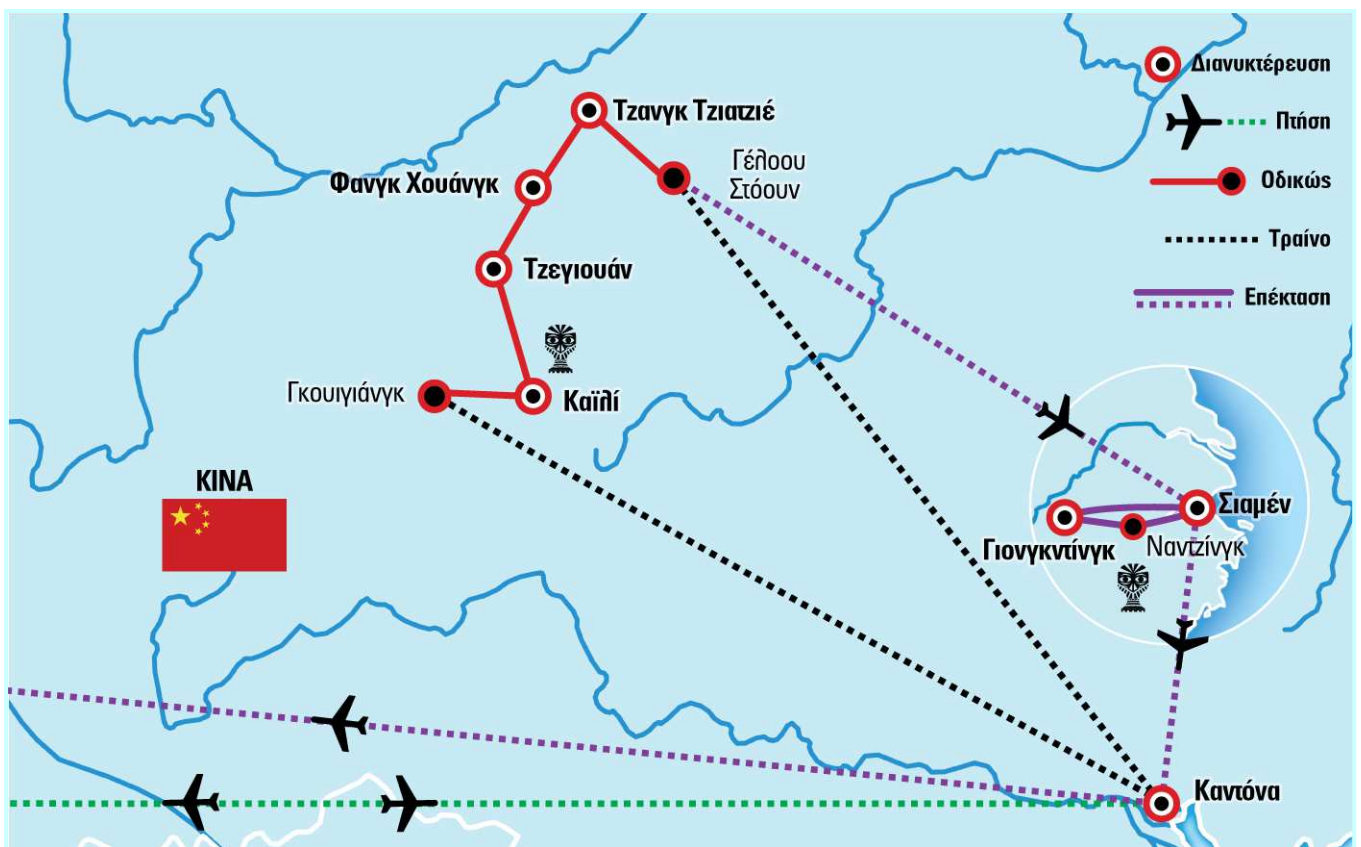 Διανυκτέρευση
Πτήση
Οδικώς
Τραίνο
Επέκταση
Τζανγκ Τζιατζιέ
Γέλοου
Στόουν
Φανγκ Χουάνγκ
Τζεγιουάν
Γκουιγιάνγκ
Καϊλί
ΚΙΝΑ
Σιαμέν
Γιονγκντίνγκ
Ναντζίνγκ
Καντόνα